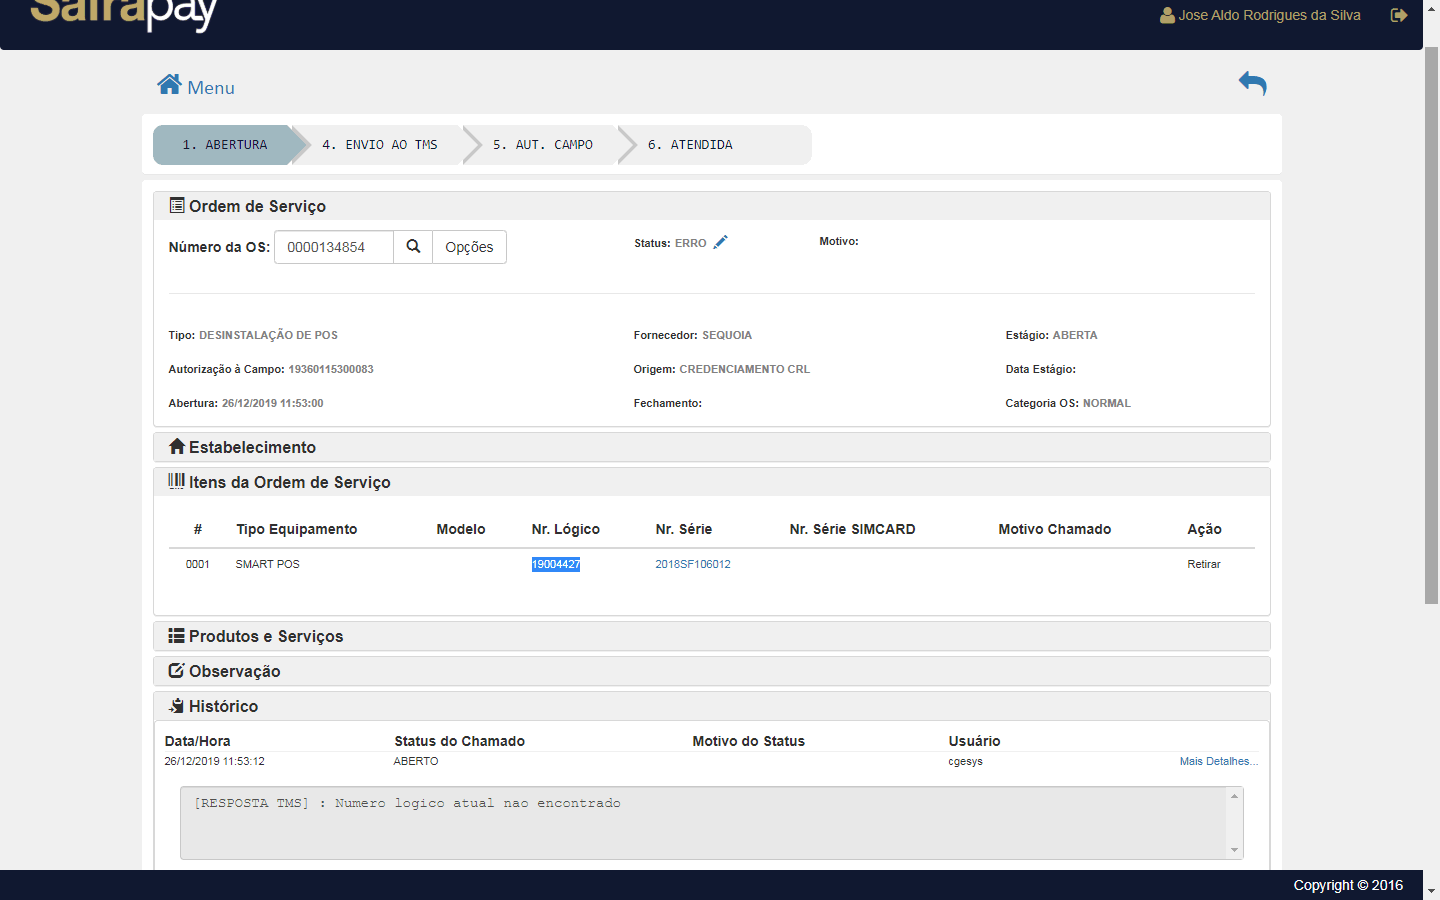 Safrapay
Jose Aldo Rodrigues da Silva
Menu
1. ABERTURA 4. ENVIO AO TMS 5. AUT. CAMPO 6. ATENDIDA
Ordem de Serviço
Número da OS: 0000134854 Opções Status: ERRO Motivo:
Tipo: DESINSTALAÇÃO DE POS Fornecedor: SEQUOIA Estágio: ABERTA
Autorização à Campo: 19360115300083 Origem: CREDENCIAMENTO CRL Data Estágio:
Abertura: 26/12/2019 11:53:00 Fechamento: Categoria OS: NORMAL
Estabelecimento
Itens da Ordem de Serviço
# Tipo Equipamento Modelo Nr. Lógico Nr. Série Nr. Série SIMCARD Motivo Chamado Ação
0001 SMART POS 19004427 2018SF106012 Retirar
Produtos e Serviços
Observação
Histórico
Data/Hora Status do Chamado Motivo do Status Usuário
26/12/2019 11:53:12 ABERTO cgesys Mais Detalhes...
[RESPOSTA TMS] : Numero logico atual nao encontrado
Copyright © 2016